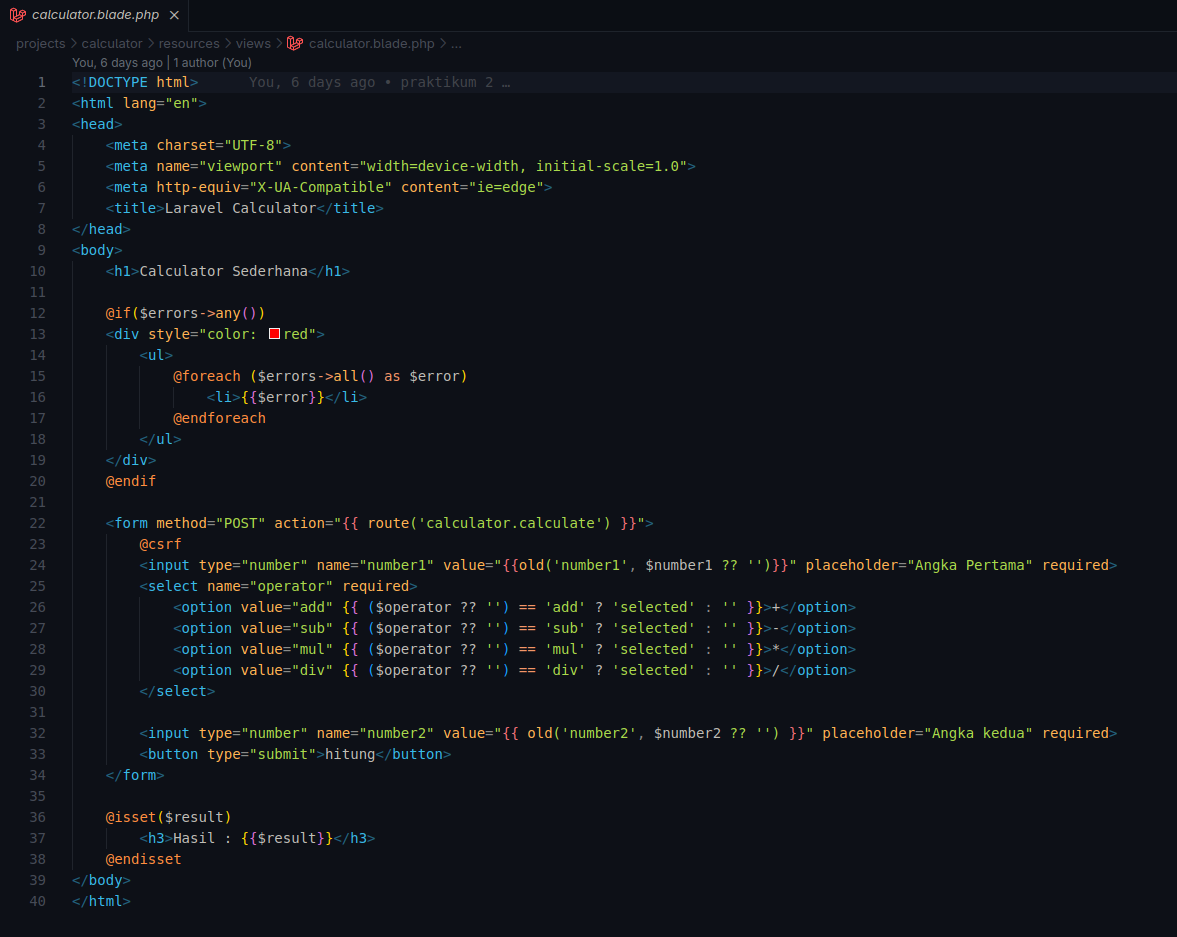 calculator.blade.php
projects > calculator > resources > views > calculator.blade.php > ...
You, 6 days ago | 1 author (You)
1 <!DOCTYPE html> You, 6 days ago • praktikum 2 …
2 <html lang="en">
3 <head>
4     <meta charset="UTF-8">
5     <meta name="viewport" content="width=device-width, initial-scale=1.0">
6     <meta http-equiv="X-UA-Compatible" content="ie=edge">
7     <title>Laravel Calculator</title>
8 </head>
9 <body>
10     <h1>Calculator Sederhana</h1>
11
12     @if($errors->any())
13     <div style="color: red">
14         <ul>
15             @foreach ($errors->all() as $error)
16                 <li>{{$error}}</li>
17             @endforeach
18         </ul>
19     </div>
20     @endif
21
22     <form method="POST" action="{{ route('calculator.calculate') }}">
23         @csrf
24         <input type="number" name="number1" value="{{old('number1', $number1 ?? '')}}" placeholder="Angka Pertama" required>
25         <select name="operator" required>
26             <option value="add" {{ ($operator ?? '') == 'add' ? 'selected' : '' }}>+</option>
27             <option value="sub" {{ ($operator ?? '') == 'sub' ? 'selected' : '' }}>-</option>
28             <option value="mul" {{ ($operator ?? '') == 'mul' ? 'selected' : '' }}>*</option>
29             <option value="div" {{ ($operator ?? '') == 'div' ? 'selected' : '' }}>/</option>
30         </select>
31
32         <input type="number" name="number2" value="{{ old('number2', $number2 ?? '') }}" placeholder="Angka kedua" required>
33         <button type="submit">hitung</button>
34     </form>
35
36     @isset($result)
37         <h3>Hasil : {{$result}}</h3>
38     @endisset
39 </body>
40 </html>